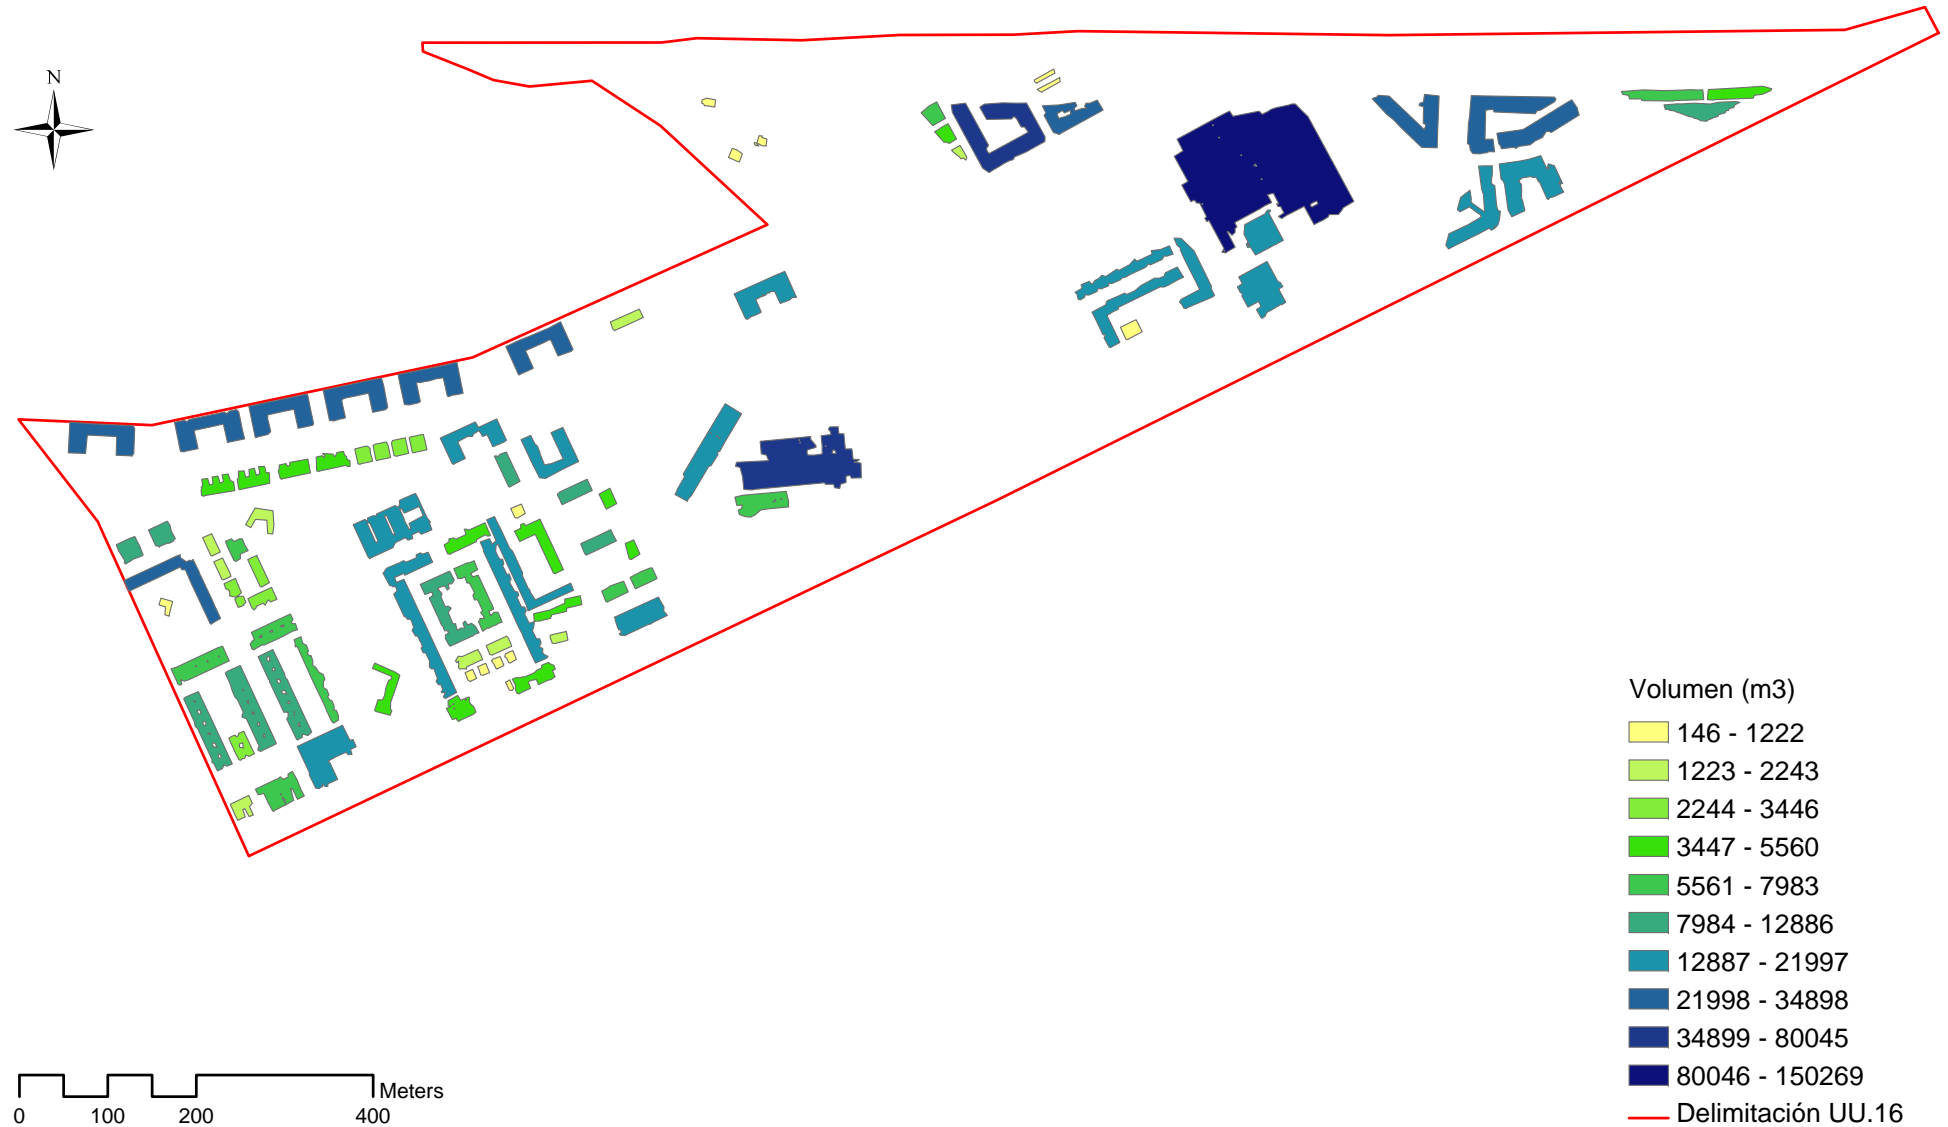 N
Volumen (m3)
146 - 1222
1223 - 2243
2244 - 3446
3447 - 5560
5561 - 7983
7984 - 12886
12887 - 21997
21998 - 34898
34899 - 80045
80046 - 150269
Delimitación UU.16
Meters
0 100 200 400